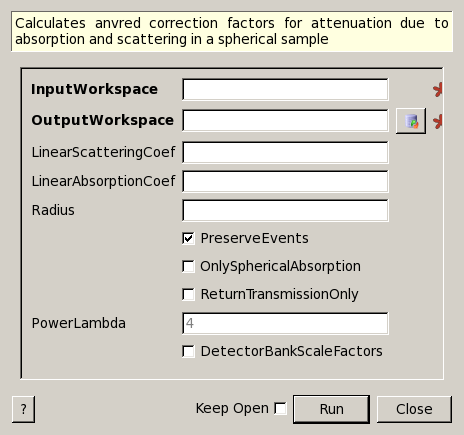 Calculates anvred correction factors for attenuation due to
absorption and scattering in a spherical sample
InputWorkspace
OutputWorkspace
LinearScatteringCoef
LinearAbsorptionCoef
Radius
PreserveEvents
OnlySphericalAbsorption
ReturnTransmissionOnly
PowerLambda 4
DetectorBankScaleFactors
? Keep Open Run Close